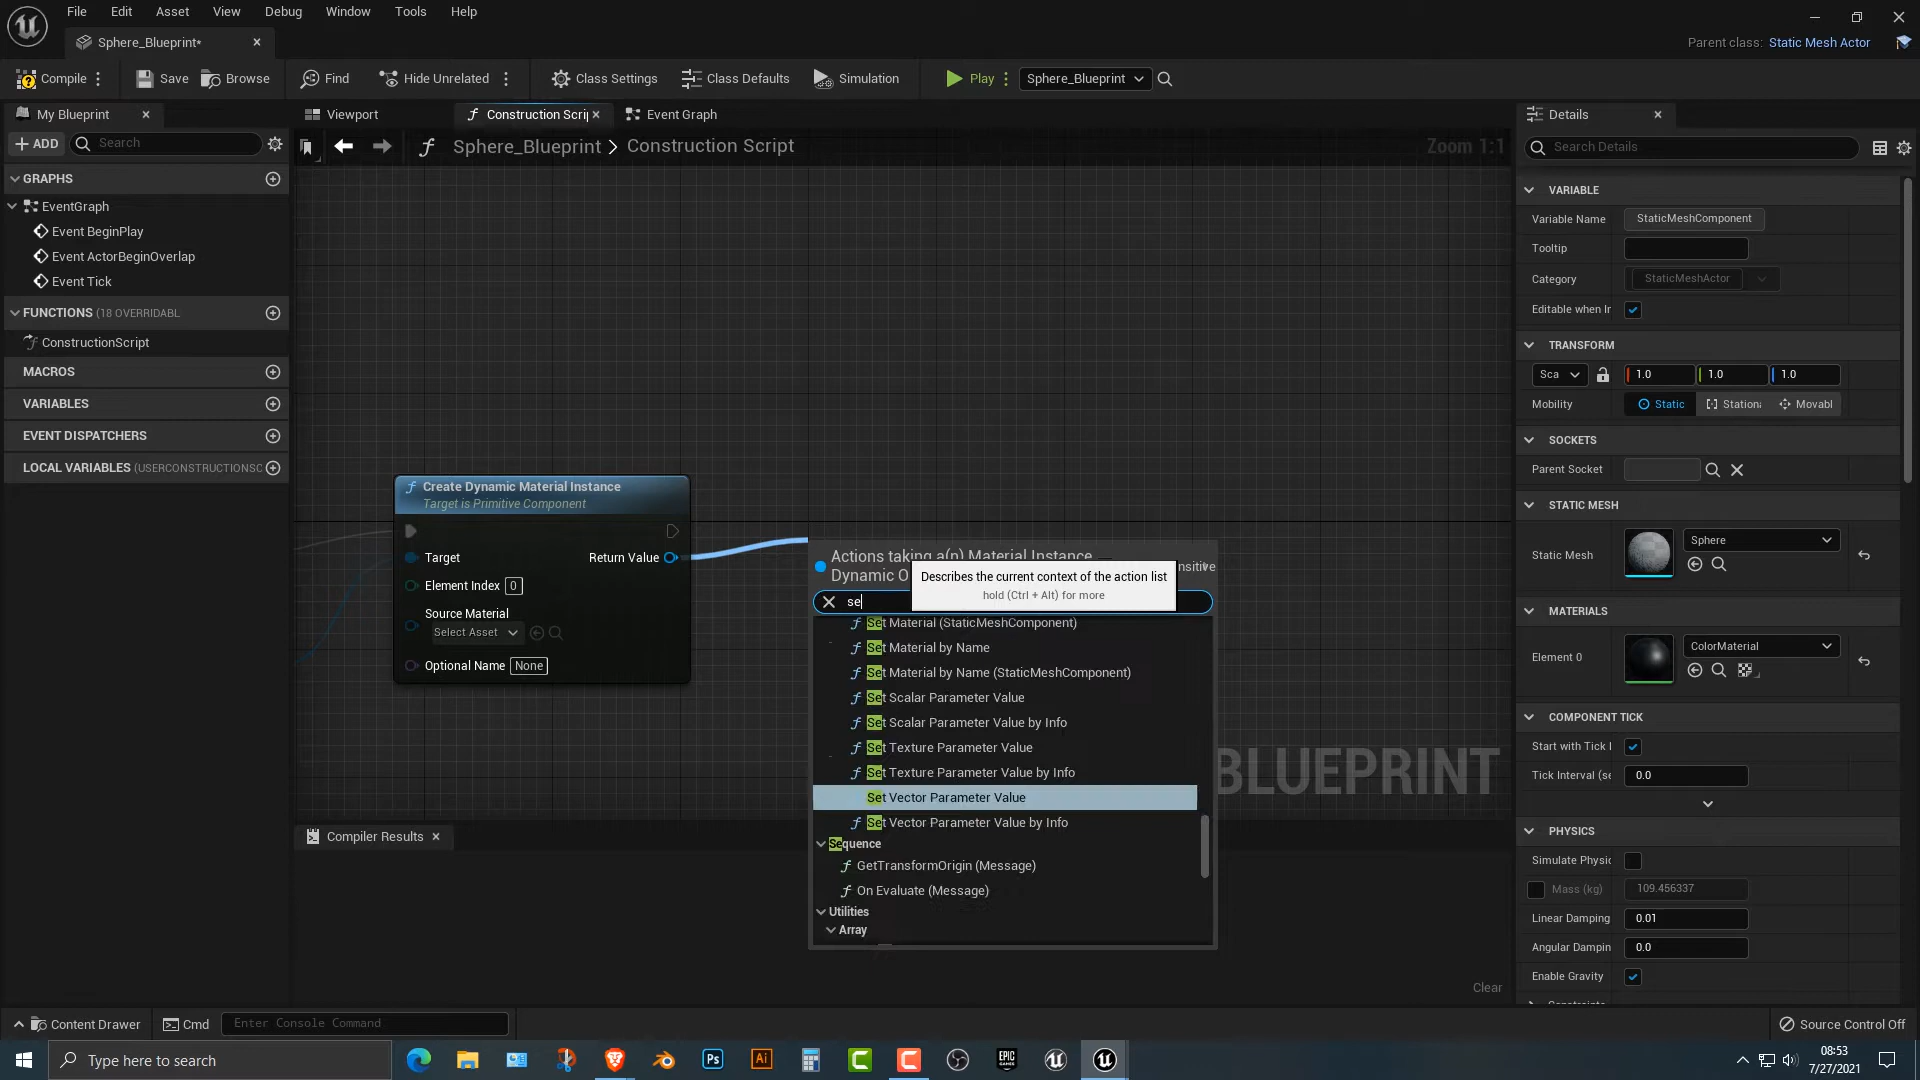 File Edit Asset View Debug Window Tools Help
Sphere_Blueprint*
Parent class: Static Mesh Actor
Compile Save Browse Find Hide Unrelated Class Settings Class Defaults Simulation Play Sphere_Blueprint
My Blueprint
ADD Search
GRAPHS
EventGraph
Event BeginPlay
Event ActorBeginOverlap
Event Tick
FUNCTIONS (18 OVERRIDABL
ConstructionScript
MACROS
VARIABLES
EVENT DISPATCHERS
LOCAL VARIABLES (USERCONSTRUCTIONSC
Viewport Construction Scrip Event Graph
Sphere_Blueprint > Construction Script
Zoom 1:1
Create Dynamic Material Instance
Target is Primitive Component
Target Return Value
Element Index 0
Source Material
Select Asset
Optional Name None
Actions taking a(n) Material Instance
Dynamic O
nsitive
Describes the current context of the action list
hold (Ctrl + Alt) for more
se
Set Material (StaticMeshComponent)
Set Material by Name
Set Material by Name (StaticMeshComponent)
Set Scalar Parameter Value
Set Scalar Parameter Value by Info
Set Texture Parameter Value
Set Texture Parameter Value by Info
Set Vector Parameter Value
Set Vector Parameter Value by Info
Sequence
GetTransformOrigin (Message)
On Evaluate (Message)
Utilities
Array
BLUEPRINT
Compiler Results
Clear
Details
Search Details
VARIABLE
Variable Name StaticMeshComponent
Tooltip
Category StaticMeshActor
Editable when Ir
TRANSFORM
Sca 1.0 1.0 1.0
Mobility Static Station Movabl
SOCKETS
Parent Socket
STATIC MESH
Static Mesh Sphere
MATERIALS
Element 0 ColorMaterial
COMPONENT TICK
Start with Tick
Tick Interval (se 0.0
PHYSICS
Simulate Physic
Mass (kg) 109.456337
Linear Damping 0.01
Angular Dampin 0.0
Enable Gravity
Content Drawer Cmd Enter Console Command
Source Control Off
Type here to search
Ps Ai EPIC GAMES
08:53
7/27/2021